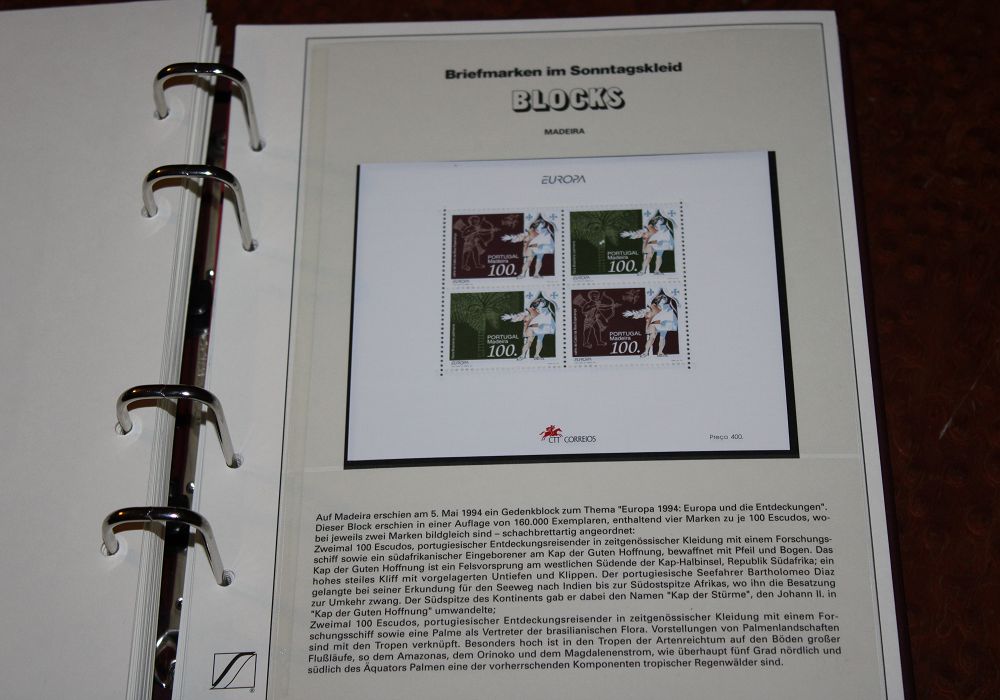 Briefmarken im Sonntagskleid
BLOCKS
MADEIRA
EUROPA
PORTUGAL
Madeira
100.
EUROPA
PORTUGAL
Madeira
100.
EUROPA
PORTUGAL
Madeira
100.
EUROPA
PORTUGAL
Madeira
100.
EUROPA
CTT CORREIOS
Preço 400.
Auf Madeira erschien am 5. Mai 1994 ein Gedenkblock zum Thema "Europa 1994: Europa und die Entdeckungen".
Dieser Block erschien in einer Auflage von 160.000 Exemplaren, enthaltend vier Marken zu je 100 Escudos, wo-
bei jeweils zwei Marken bildgleich sind – schachbrettartig angeordnet:
Zweimal 100 Escudos, portugiesischer Entdeckungsreisender in zeitgenössischer Kleidung mit einem Forschungs-
schiff sowie ein südafrikanischer Eingeborener am Kap der Guten Hoffnung, bewaffnet mit Pfeil und Bogen. Das
Kap der Guten Hoffnung ist ein Felsvorsprung am westlichen Südende der Kap-Halbinsel, Republik Südafrika; ein
hohes steiles Kliff mit vorgelagerten Untiefen und Klippen. Der portugiesische Seefahrer Bartholomeo Diaz
gelangte bei seiner Erkundung für den Seeweg nach Indien bis zur Südostspitze Afrikas, wo ihn die Besatzung
zur Umkehr zwang. Der Südspitze des Kontinents gab er dabei den Namen "Kap der Stürme", den Johann II. in
"Kap der Guten Hoffnung" umwandelte;
Zweimal 100 Escudos, portugiesischer Entdeckungsreisender in zeitgenössischer Kleidung mit einem For-
schungsschiff sowie eine Palme als Vertreter der brasilianischen Flora. Vorstellungen von Palmenlandschaften
sind mit den Tropen verknüpft. Besonders hoch ist in den Tropen der Artenreichtum auf den Böden großer
Flußläufe, so dem Amazonas, dem Orinoko und dem Magdalenenstrom, wie überhaupt fünf Grad nördlich und
südlich des Äquators Palmen eine der vorherrschenden Komponenten tropischer Regenwälder sind.